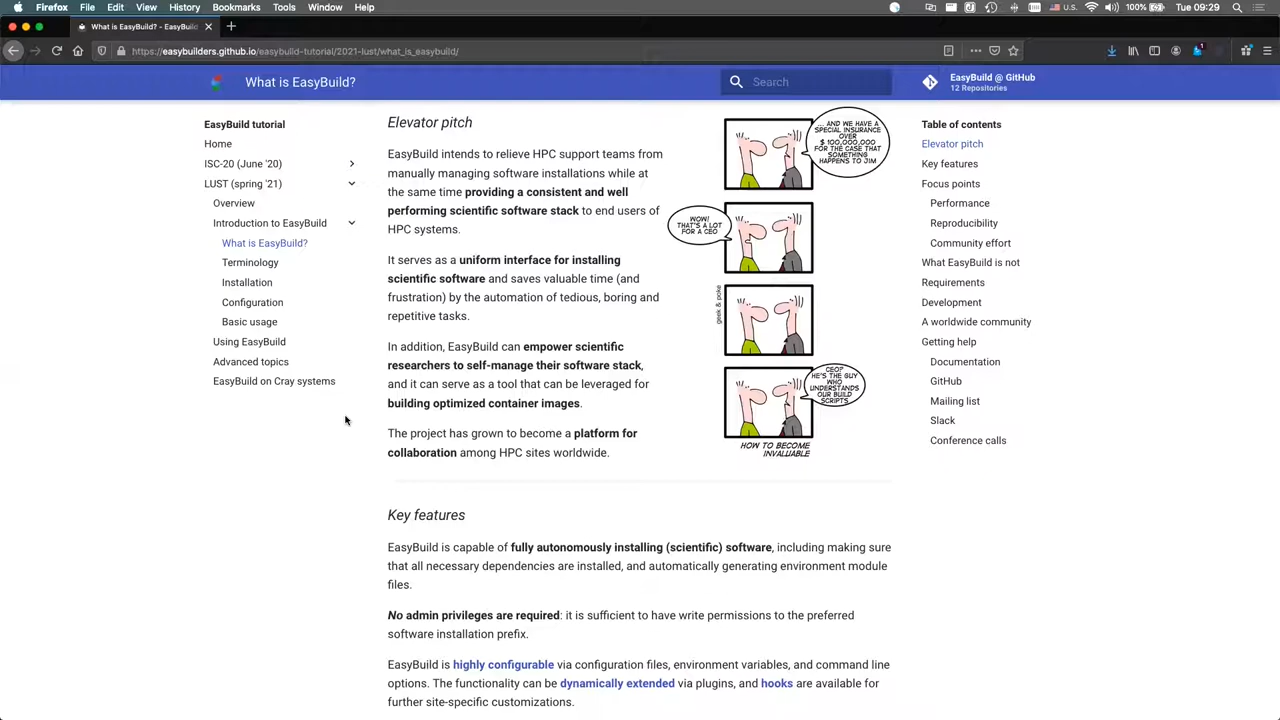 Firefox File Edit View History Bookmarks Tools Window Help
U.S. 100% Tue 09:29
What is EasyBuild? - EasyBuild
https://easybuilders.github.io/easybuild-tutorial/2021-lust/what_is_easybuild/
What is EasyBuild?
Search
EasyBuild @ GitHub
12 Repositories
EasyBuild tutorial
Home
ISC-20 (June '20)
LUST (spring '21)
Overview
Introduction to EasyBuild
What is EasyBuild?
Terminology
Installation
Configuration
Basic usage
Using EasyBuild
Advanced topics
EasyBuild on Cray systems
Elevator pitch
EasyBuild intends to relieve HPC support teams from
manually managing software installations while at
the same time providing a consistent and well
performing scientific software stack to end users of
HPC systems.
It serves as a uniform interface for installing
scientific software and saves valuable time (and
frustration) by the automation of tedious, boring and
repetitive tasks.
In addition, EasyBuild can empower scientific
researchers to self-manage their software stack,
and it can serve as a tool that can be leveraged for
building optimized container images.
The project has grown to become a platform for
collaboration among HPC sites worldwide.
... AND WE HAVE A
SPECIAL INSURANCE
OVER
$ 100,000,000
FOR THE CASE THAT
SOMETHING
HAPPENS TO JIM
WOW!
THAT'S A LOT
FOR A CEO
geek & poke
CEO?
HE'S THE GUY
WHO
UNDERSTANDS
OUR BUILD
SCRIPTS
HOW TO BECOME
INVALUABLE
Key features
EasyBuild is capable of fully autonomously installing (scientific) software, including making sure
that all necessary dependencies are installed, and automatically generating environment module
files.
No admin privileges are required: it is sufficient to have write permissions to the preferred
software installation prefix.
EasyBuild is highly configurable via configuration files, environment variables, and command line
options. The functionality can be dynamically extended via plugins, and hooks are available for
further site-specific customizations.
Table of contents
Elevator pitch
Key features
Focus points
Performance
Reproducibility
Community effort
What EasyBuild is not
Requirements
Development
A worldwide community
Getting help
Documentation
GitHub
Mailing list
Slack
Conference calls